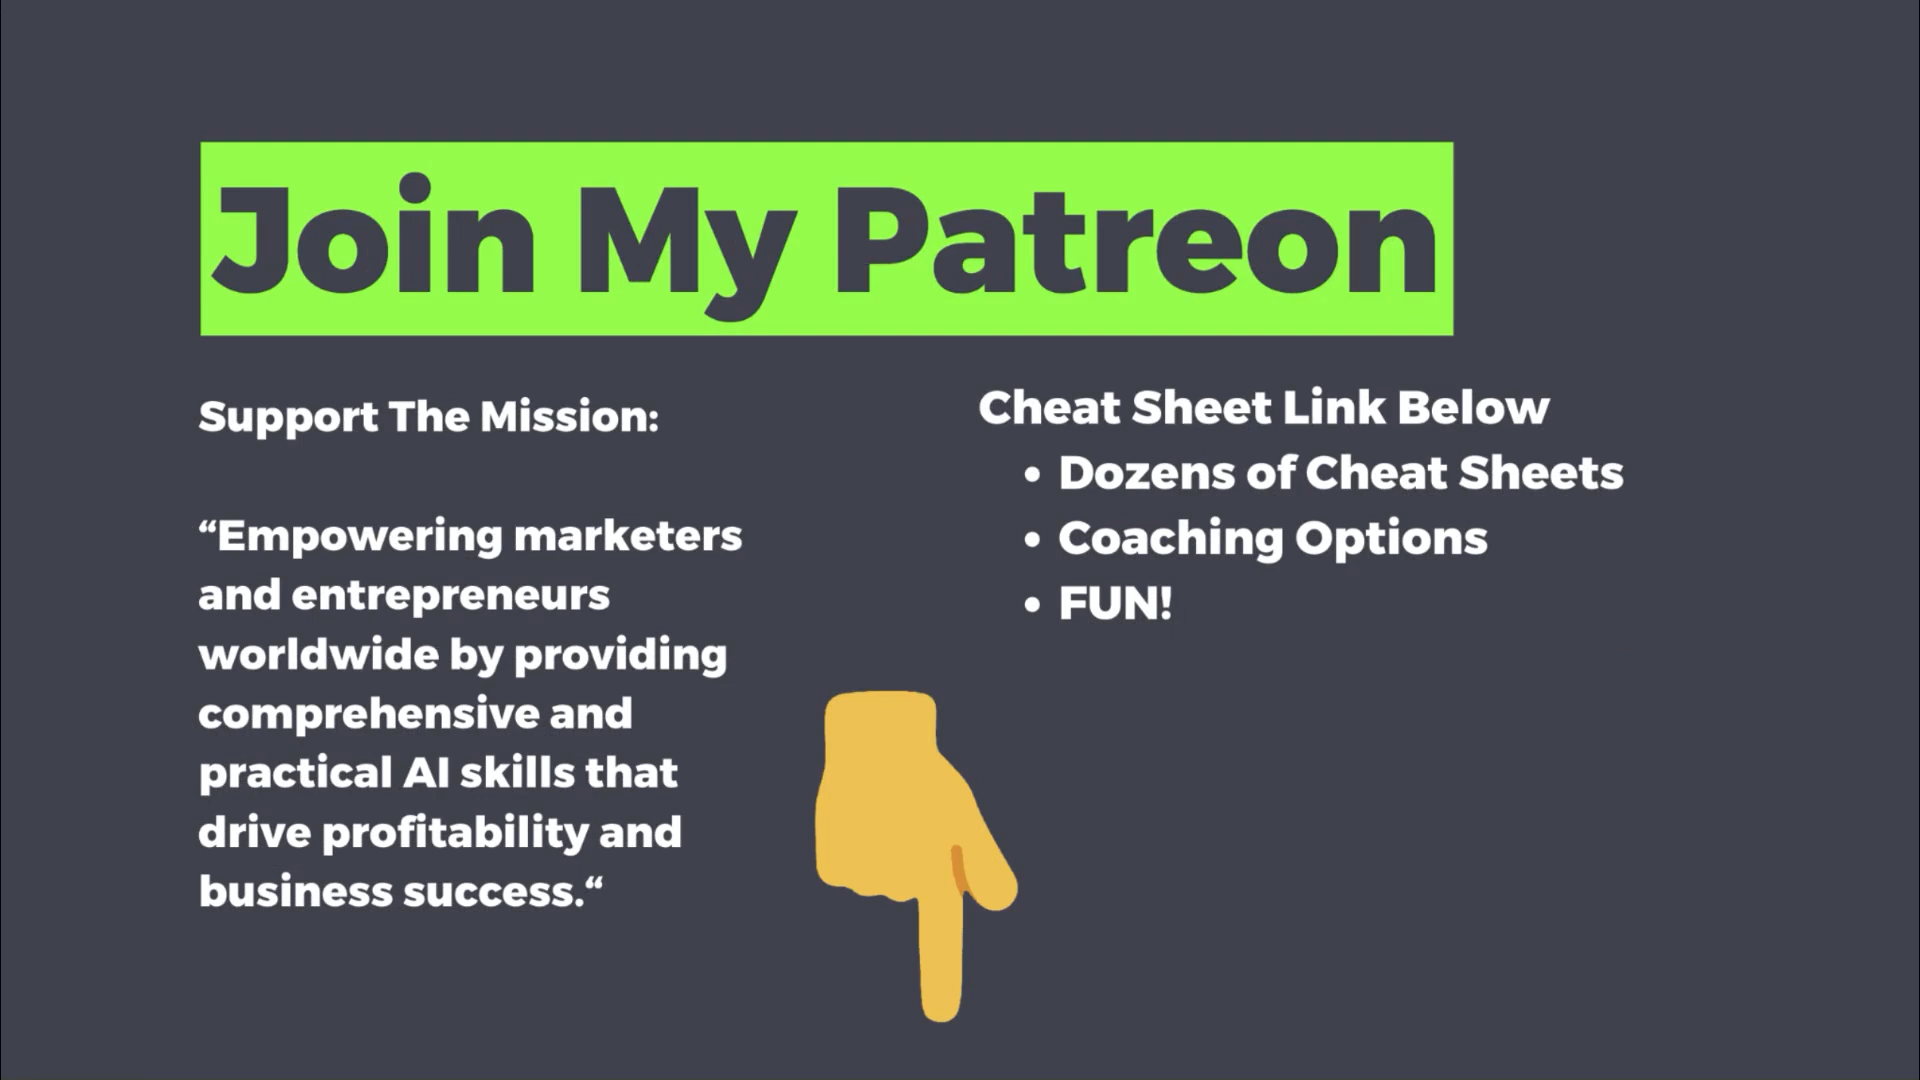 Join My Patreon
Support The Mission:
“Empowering marketers
and entrepreneurs
worldwide by providing
comprehensive and
practical AI skills that
drive profitability and
business success.“
Cheat Sheet Link Below
• Dozens of Cheat Sheets
• Coaching Options
• FUN!